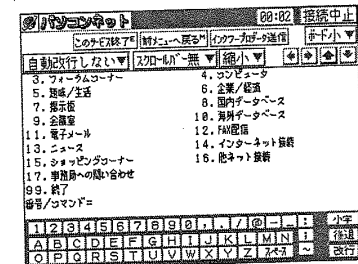 パソコンネット 00:02 接続中止
このサービス終了 前メニューへ戻る インタフープロデータ送信 ボード小▼
自動改行しない▼ スクロールバー無▼ 縮小▼
3. フォーラムコーナー 4. コンピュータ
5. 趣味/生活 6. 企業/経済
7. 掲示板 8. 国内データベース
9. 会議室 10. 海外データベース
11. 電子メール 12. FAX配信
13. ニュース 14. インターネット接続
15. ショッピングコーナー 16. 他ネット接続
17. 事務局への問い合わせ
99. 終了
番号/コマンド=
1 2 3 4 5 6 7 8 9 0 , . / @ - _ : 小字
A B C D E F G H I J K L M N ; 後退
O P Q R S T U V W X Y Z スペース ~ 改行